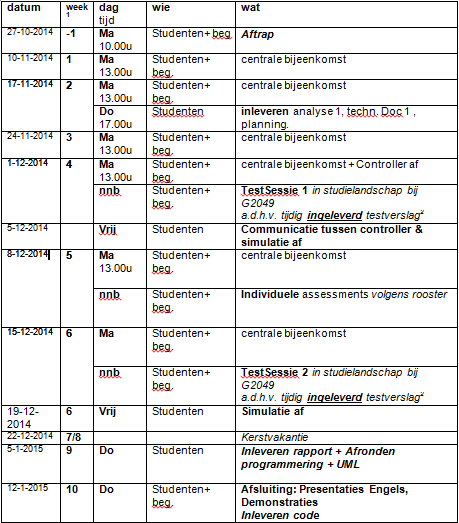 datum week dag wie wat
1 tijd
27-10-2014 -1 Ma Studenten+ beg. Aftrap
10.00u
10-11-2014 1 Ma Studenten+ centrale bijeenkomst
13.00u beg.
17-11-2014 2 Ma Studenten+ centrale bijeenkomst
13.00u beg.
Do Studenten inleveren analyse 1, techn. Doc 1 ,
17.00u planning.
24-11-2014 3 Ma Studenten+ centrale bijeenkomst
13.00u beg.
1-12-2014 4 Ma Studenten+ centrale bijeenkomst + Controller af
13.00u beg.
nnb Studenten+ TestSessie 1 in studielandschap bij
beg. G2049
a.d.h.v. tijdig ingeleverd testverslag²
5-12-2014 Vrij Studenten Communicatie tussen controller &
simulatie af
8-12-2014 5 Ma Studenten+ centrale bijeenkomst
13.00u beg.
nnb Studenten+ Individuele assessments volgens rooster
beg.
15-12-2014 6 Ma Studenten+ centrale bijeenkomst
beg.
nnb Studenten+ TestSessie 2 in studielandschap bij
beg. G2049
a.d.h.v. tijdig ingeleverd testverslag²
19-12- 6 Vrij Studenten Simulatie af
2014
22-12-2014 7/8 Kerstvakantie
5-1-2015 9 Do Studenten Inleveren rapport + Afronden
programmering + UML
12-1-2015 10 Do Studenten+ Afsluiting: Presentaties Engels,
beg. Demonstraties
Inleveren code